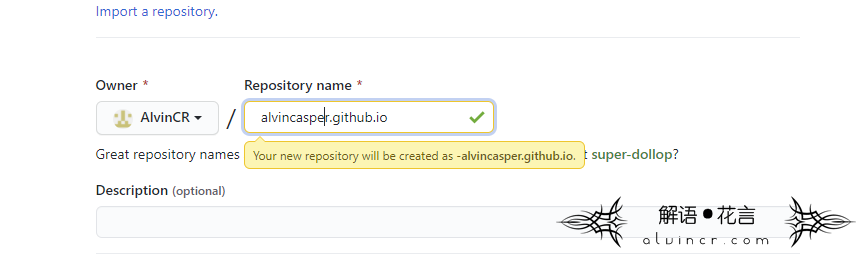 Import a repository.
Owner * Repository name *
AlvinCR / alvincasper.github.io
Great repository names t super-dollop?
Your new repository will be created as -alvincasper.github.io.
Description (optional)
解语•花言
alvincr.com